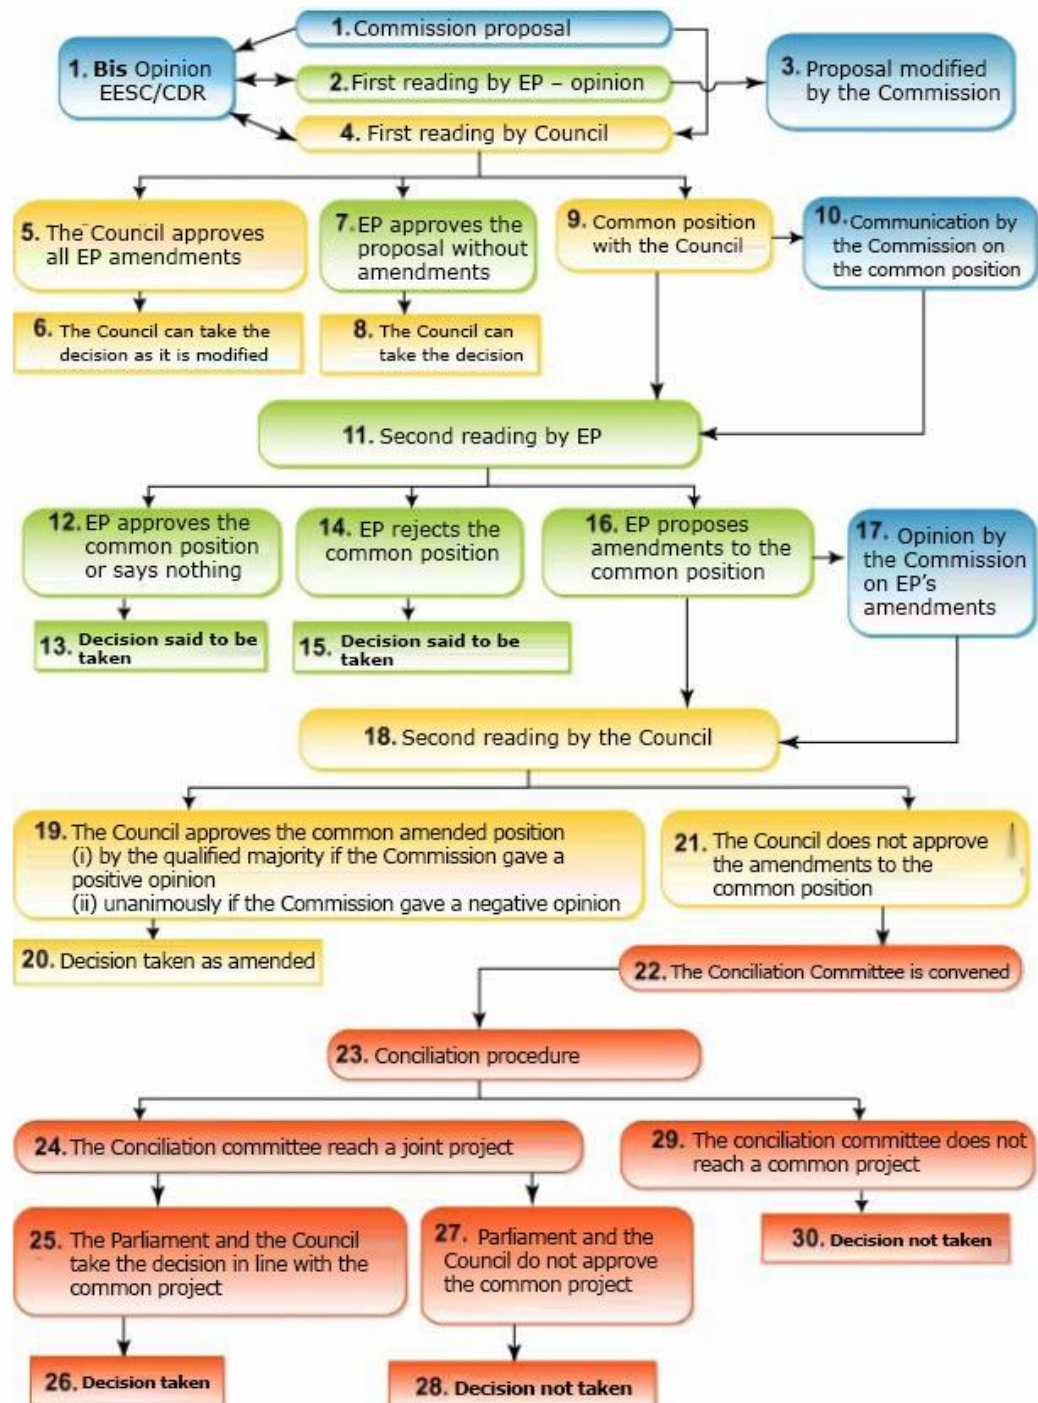 1. Commission proposal
1. Bis Opinion
EESC/CDR
2. First reading by EP – opinion
3. Proposal modified
by the Commission
4. First reading by Council
5. The Council approves
all EP amendments
6. The Council can take the
decision as it is modified
7. EP approves the
proposal without
amendments
8. The Council can
take the decision
9. Common position
with the Council
10. Communication by
the Commission on
the common position
11. Second reading by EP
12. EP approves the
common position
or says nothing
13. Decision said to be
taken
14. EP rejects the
common position
15. Decision said to be
taken
16. EP proposes
amendments to the
common position
17. Opinion by
the Commission
on EP's
amendments
18. Second reading by the Council
19. The Council approves the common amended position
(i) by the qualified majority if the Commission gave a
positive opinion
(ii) unanimously if the Commission gave a negative opinion
20. Decision taken as amended
21. The Council does not approve
the amendments to the
common position
22. The Conciliation Committee is convened
23. Conciliation procedure
24. The Conciliation committee reach a joint project
25. The Parliament and the Council
take the decision in line with the
common project
26. Decision taken
27. Parliament and the
Council do not approve
the common project
28. Decision not taken
29. The conciliation committee does not
reach a common project
30. Decision not taken